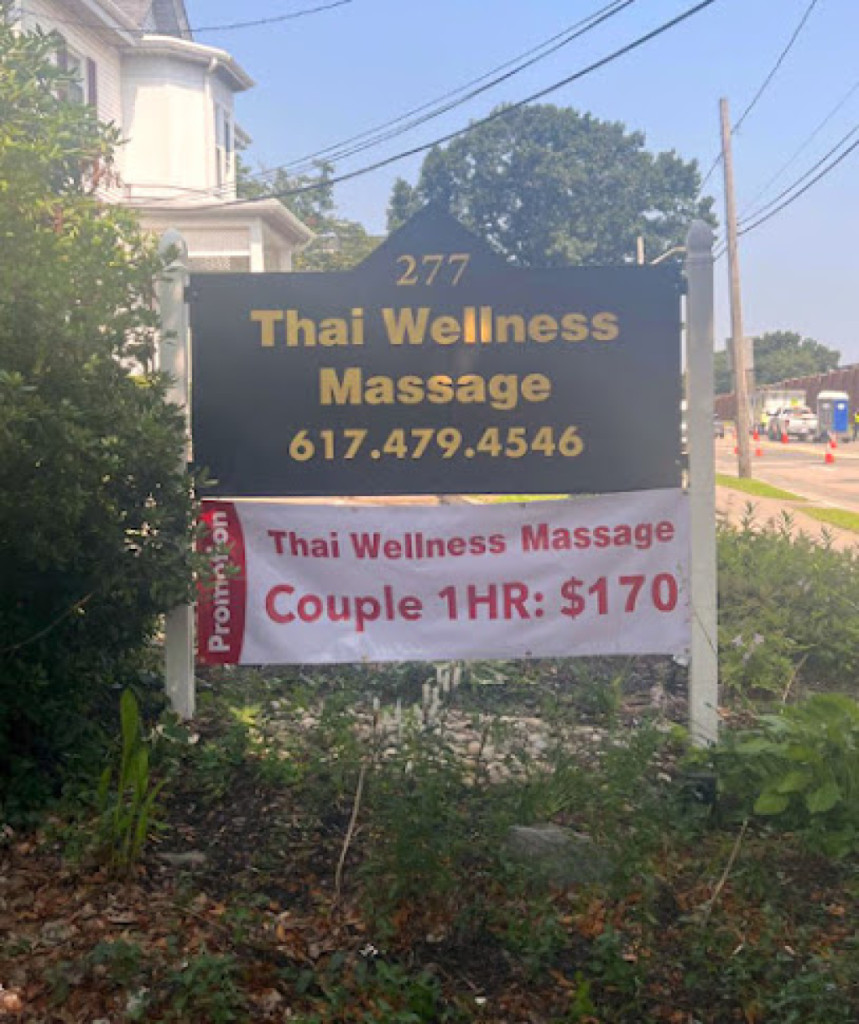 277
Thai Wellness
Massage
617.479.4546
Promotion
Thai Wellness Massage
Couple 1HR: $170